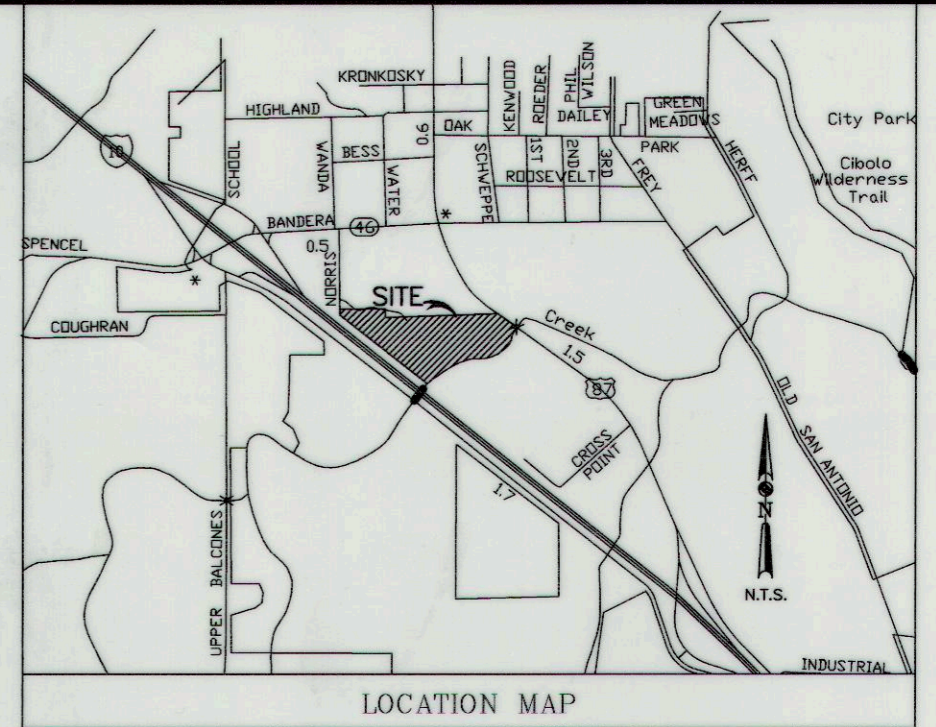 KRONKOSKY
HIGHLAND
KENWOOD
ROEDER
PHIL
WILSON
DAILEY
GREEN
MEADOWS
City Park
10
SCHOOL
WANDA
BESS
WATER
0.6
OAK
SCHWEPPE
1ST
2ND
3RD
ROOSEVELT
FREY
PARK
HERFF
Cibolo
Wilderness
Trail
SPENCEL
BANDERA
46
*
0.5
*
NORRIS
SITE
COUGHRAN
Creek
1.5
87
OLD
SAN ANTONIO
CROSS
POINT
1.7
N
N.T.S.
UPPER BALCONES
INDUSTRIAL
LOCATION MAP